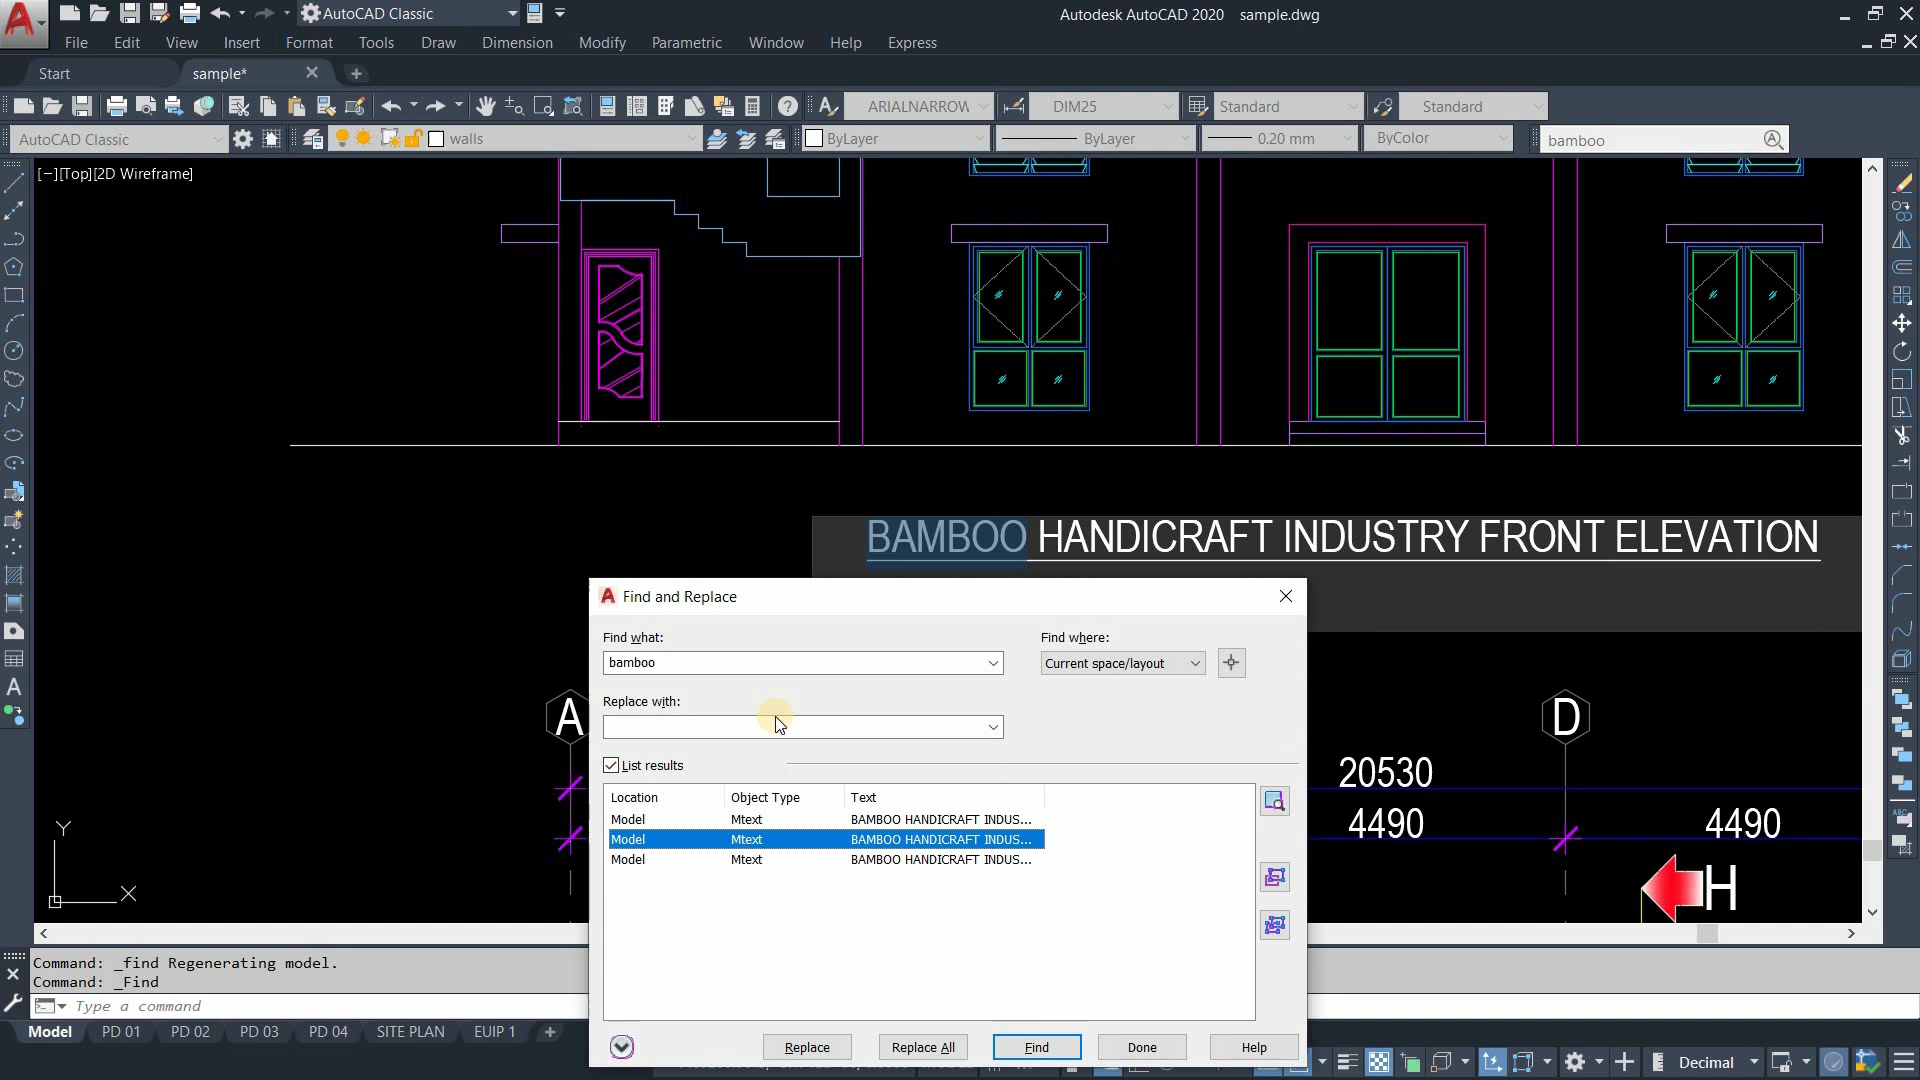 AutoCAD Classic
Autodesk AutoCAD 2020 sample.dwg
File Edit View Insert Format Tools Draw Dimension Modify Parametric Window Help Express
Start sample*
ARIALNARROW DIM25 Standard Standard
AutoCAD Classic walls ByLayer ByLayer 0.20 mm ByColor bamboo
[−][Top][2D Wireframe]
BAMBOO HANDICRAFT INDUSTRY FRONT ELEVATION
Find and Replace
Find what:
Find where:
bamboo
Current space/layout
Replace with:
A
D
List results
20530
Location Object Type Text
Model Mtext BAMBOO HANDICRAFT INDUS...
Model Mtext BAMBOO HANDICRAFT INDUS...
Model Mtext BAMBOO HANDICRAFT INDUS...
4490 4490
Y
X
H
Command: _find Regenerating model.
Command: _Find
Type a command
Model PD 01 PD 02 PD 03 PD 04 SITE PLAN EUIP 1
Replace Replace All Find Done Help
Decimal